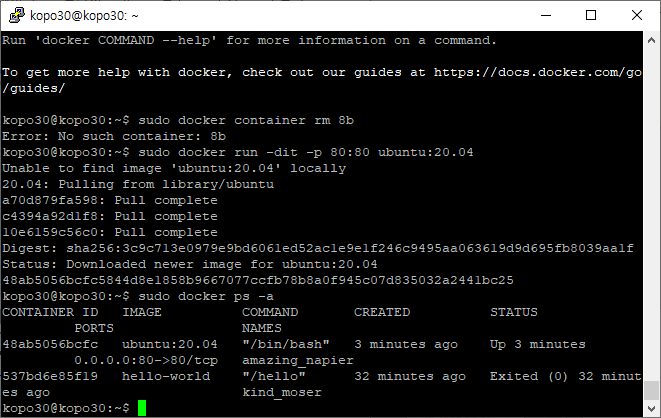 kopo30@kopo30: ~
Run 'docker COMMAND --help' for more information on a command.
To get more help with docker, check out our guides at https://docs.docker.com/go
/guides/
kopo30@kopo30:~$ sudo docker container rm 8b
Error: No such container: 8b
kopo30@kopo30:~$ sudo docker run -dit -p 80:80 ubuntu:20.04
Unable to find image 'ubuntu:20.04' locally
20.04: Pulling from library/ubuntu
a70d879fa598: Pull complete
c4394a92d1f8: Pull complete
10e6159c56c0: Pull complete
Digest: sha256:3c9c713e0979e9bd6061ed52ac1e9e1f246c9495aa063619d9d695fb8039aa1f
Status: Downloaded newer image for ubuntu:20.04
48ab5056bcfc5844d8e1858b9667077ccfb78b8a0f945c07d835032a2441bc25
kopo30@kopo30:~$ sudo docker ps -a
CONTAINER ID   IMAGE          COMMAND       CREATED          STATUS
         PORTS                NAMES
48ab5056bcfc   ubuntu:20.04   "/bin/bash"   3 minutes ago    Up 3 minutes
         0.0.0.0:80->80/tcp   amazing_napier
537bd6e85f19   hello-world    "/hello"      32 minutes ago   Exited (0) 32 minut
es ago                        kind_moser
kopo30@kopo30:~$